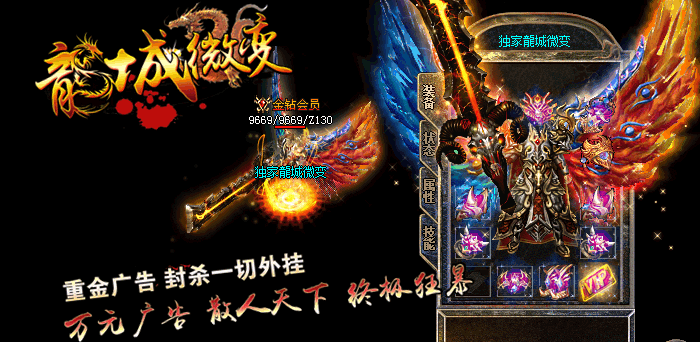 龍城微变
金钻会员
9669/9669/Z130
独家龍城微变
重金广告 封杀一切外挂
万元广告 散人天下 终极狂暴
独家龍城微变
装备
状态
属性
技能
VIP